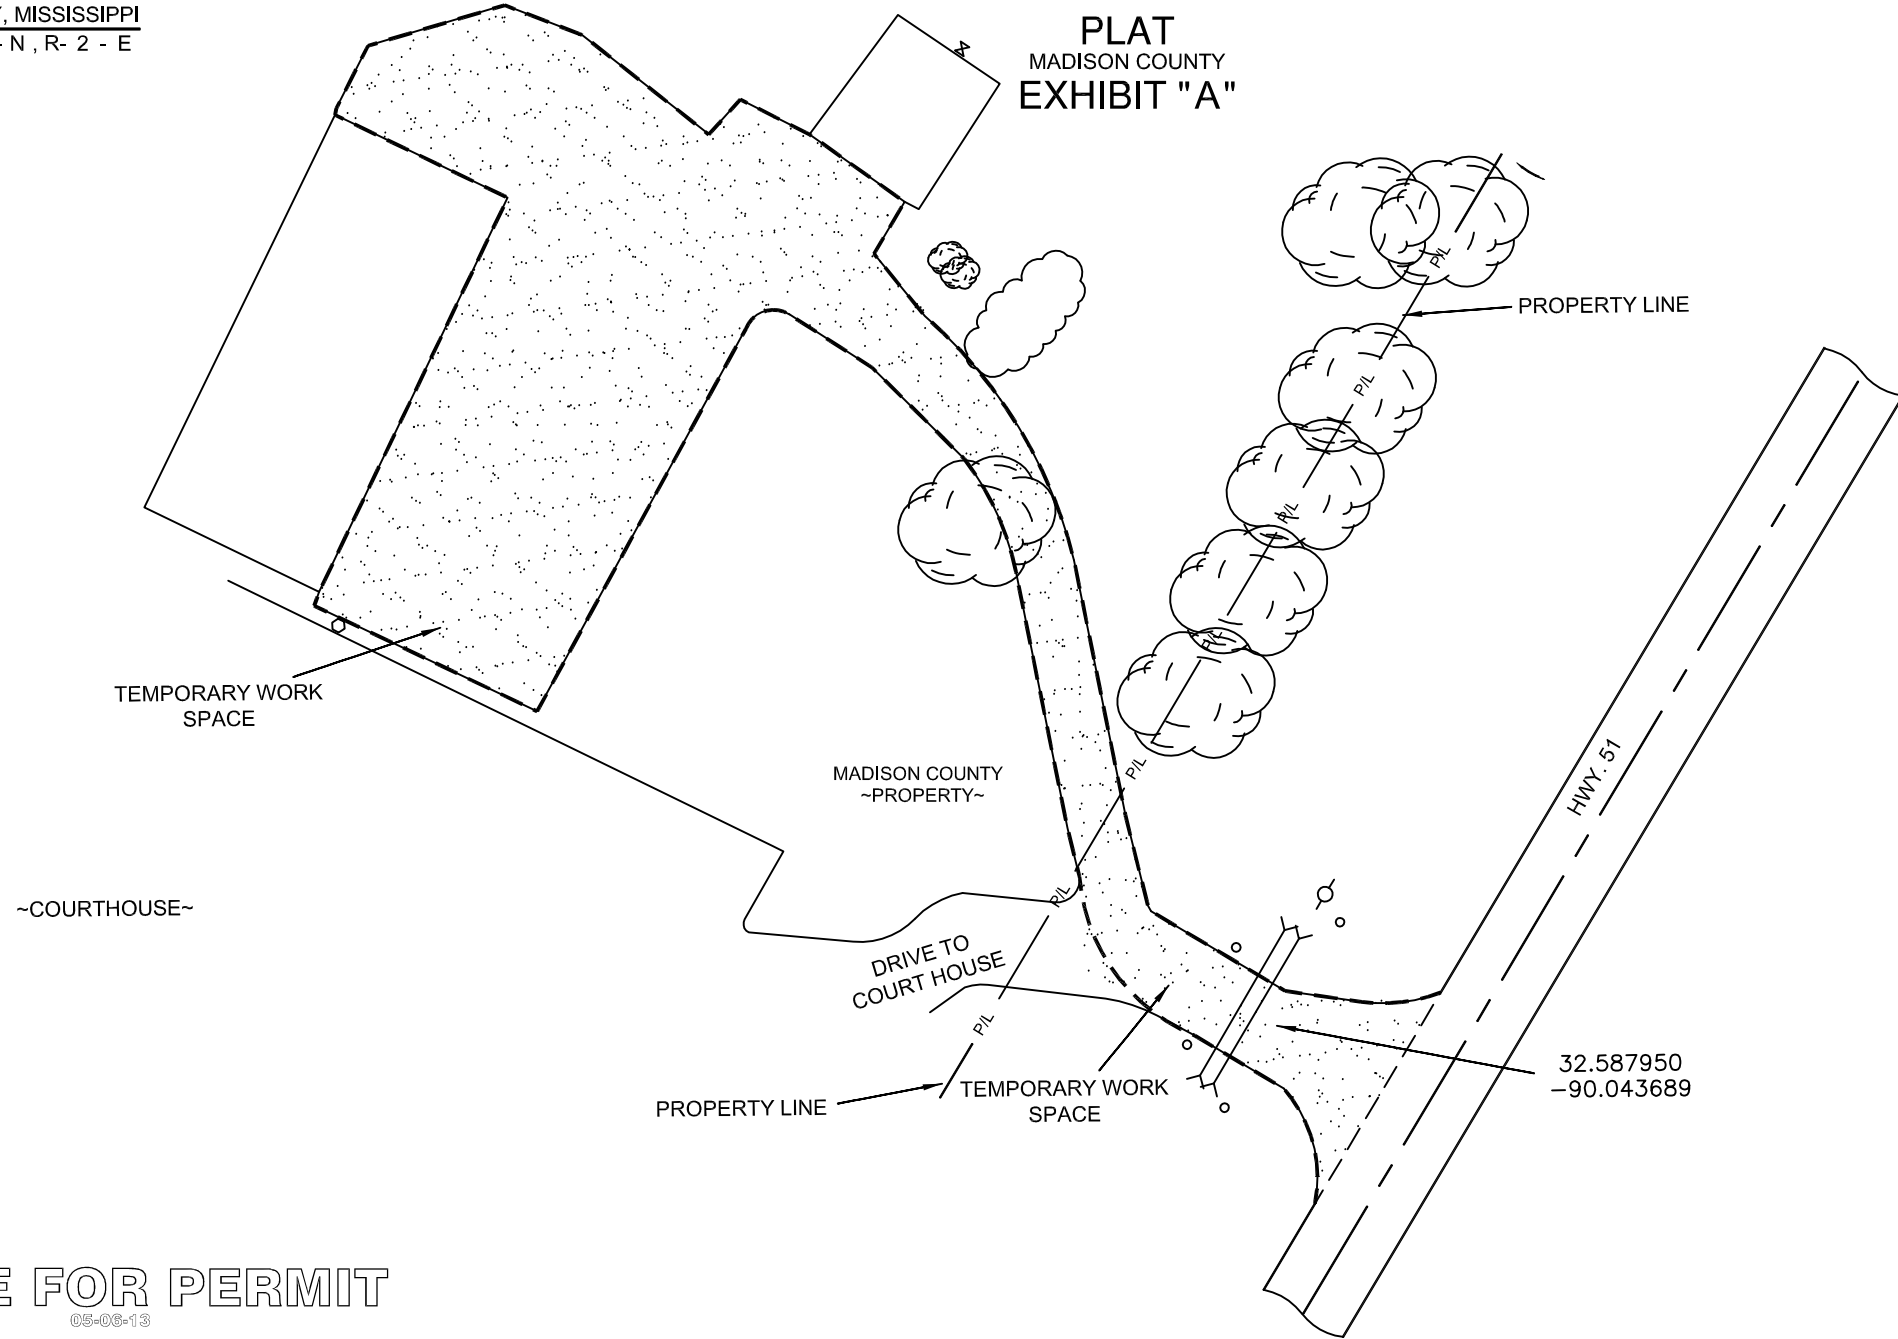 Y, MISSISSIPPI
- N , R- 2 - E
PLAT
MADISON COUNTY
EXHIBIT "A"
P/L
PROPERTY LINE
P/L
P/L
P/L
HWY. 51
TEMPORARY WORK
SPACE
P/L
MADISON COUNTY
~PROPERTY~
P/L
~COURTHOUSE~
DRIVE TO
COURT HOUSE
P/L
PROPERTY LINE
TEMPORARY WORK
SPACE
32.587950
-90.043689
E FOR PERMIT
05-06-13